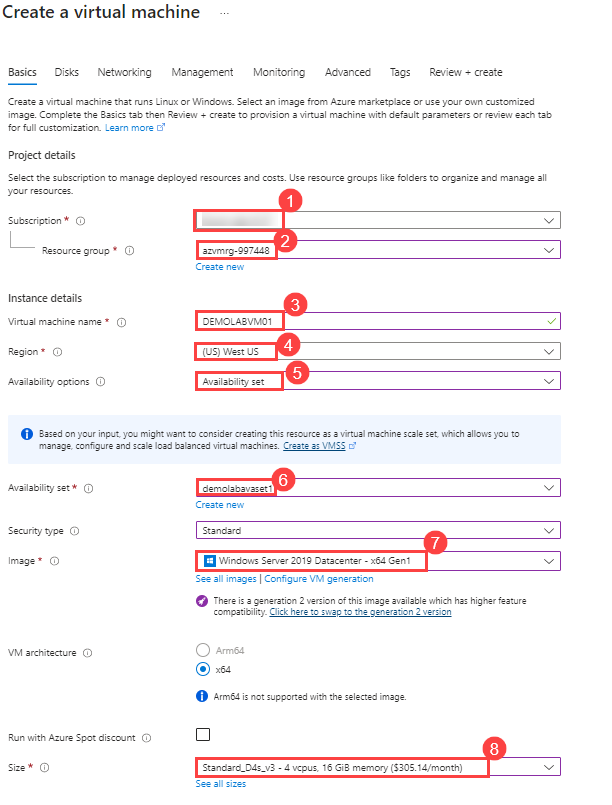 Create a virtual machine ...
Basics Disks Networking Management Monitoring Advanced Tags Review + create
Create a virtual machine that runs Linux or Windows. Select an image from Azure marketplace or use your own customized
image. Complete the Basics tab then Review + create to provision a virtual machine with default parameters or review each tab
for full customization. Learn more
Project details
Select the subscription to manage deployed resources and costs. Use resource groups like folders to organize and manage all
your resources.
1
Subscription *
2
Resource group * azvmrg-997448
Create new
Instance details
3
Virtual machine name * DEMOLABVM01
4
Region * (US) West US
5
Availability options Availability set
Based on your input, you might want to consider creating this resource as a virtual machine scale set, which allows you to
manage, configure and scale load balanced virtual machines. Create as VMSS
6
Availability set * demolabavaset1
Create new
Security type Standard
7
Image * Windows Server 2019 Datacenter - x64 Gen1
See all images | Configure VM generation
There is a generation 2 version of this image available which has higher feature
compatibility. Click here to swap to the generation 2 version
VM architecture Arm64
x64
Arm64 is not supported with the selected image.
Run with Azure Spot discount
8
Size * Standard_D4s_v3 - 4 vcpus, 16 GiB memory ($305.14/month)
See all sizes